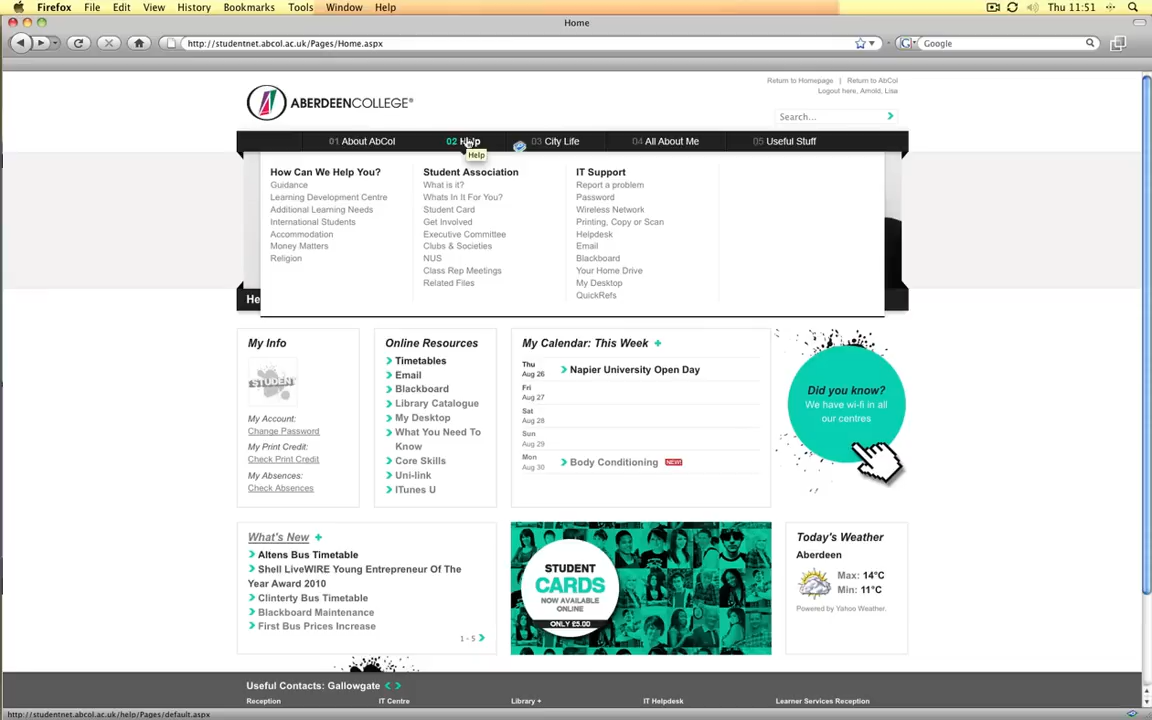 Firefox File Edit View History Bookmarks Tools Window Help Thu 11:51
Home
http://studentnet.abcol.ac.uk/Pages/Home.aspx Google
Return to Homepage | Return to AbCol
Logout here, Arnold, Lisa
ABERDEENCOLLEGE®
Search...
01 About AbCol 02 Help 03 City Life 04 All About Me 05 Useful Stuff
Help
How Can We Help You?
Guidance
Learning Development Centre
Additional Learning Needs
International Students
Accommodation
Money Matters
Religion
Student Association
What is it?
Whats In It For You?
Student Card
Get Involved
Executive Committee
Clubs & Societies
NUS
Class Rep Meetings
Related Files
IT Support
Report a problem
Password
Wireless Network
Printing, Copy or Scan
Helpdesk
Email
Blackboard
Your Home Drive
My Desktop
QuickRefs
He
My Info
STUDENT
My Account:
Change Password
My Print Credit:
Check Print Credit
My Absences:
Check Absences
Online Resources
Timetables
Email
Blackboard
Library Catalogue
My Desktop
What You Need To
Know
Core Skills
Uni-link
ITunes U
My Calendar: This Week +
Thu
Aug 26
Napier University Open Day
Fri
Aug 27
Sat
Aug 28
Sun
Aug 29
Mon
Aug 30
Body Conditioning NEW!
Did you know?
We have wi-fi in all
our centres
What's New +
Altens Bus Timetable
Shell LiveWIRE Young Entrepreneur Of The
Year Award 2010
Clinterty Bus Timetable
Blackboard Maintenance
First Bus Prices Increase
1 - 5
STUDENT
CARDS
NOW AVAILABLE
ONLINE
ONLY £5.00
Today's Weather
Aberdeen
Max: 14°C
Min: 11°C
Powered by Yahoo Weather.
Useful Contacts: Gallowgate
Reception IT Centre Library + IT Helpdesk Learner Services Reception
http://studentnet.abcol.ac.uk/help/Pages/default.aspx